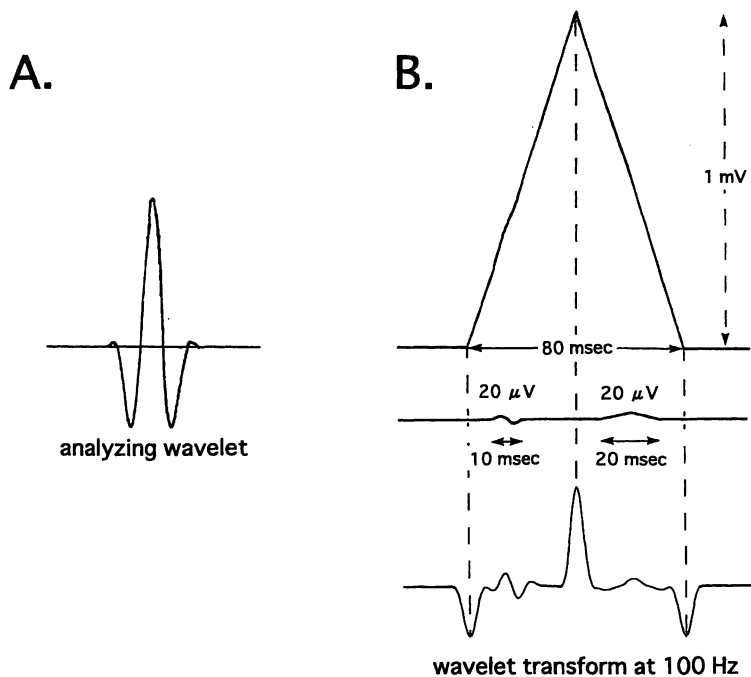 A.
B.
1 mV
80 msec
20 μV
20 μV
10 msec
20 msec
analyzing wavelet
wavelet transform at 100 Hz